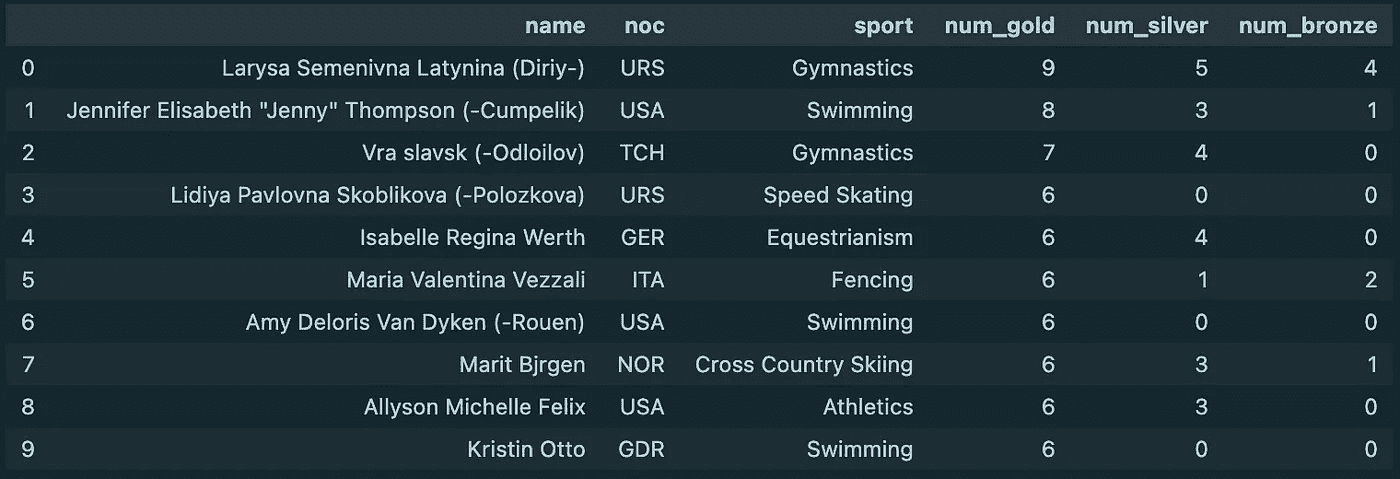 name noc sport num_gold num_silver num_bronze
0 Larysa Semenivna Latynina (Diriy-) URS Gymnastics 9 5 4
1 Jennifer Elisabeth "Jenny" Thompson (-Cumpelik) USA Swimming 8 3 1
2 Vra slavsk (-Odloilov) TCH Gymnastics 7 4 0
3 Lidiya Pavlovna Skoblikova (-Polozkova) URS Speed Skating 6 0 0
4 Isabelle Regina Werth GER Equestrianism 6 4 0
5 Maria Valentina Vezzali ITA Fencing 6 1 2
6 Amy Deloris Van Dyken (-Rouen) USA Swimming 6 0 0
7 Marit Bjrgen NOR Cross Country Skiing 6 3 1
8 Allyson Michelle Felix USA Athletics 6 3 0
9 Kristin Otto GDR Swimming 6 0 0